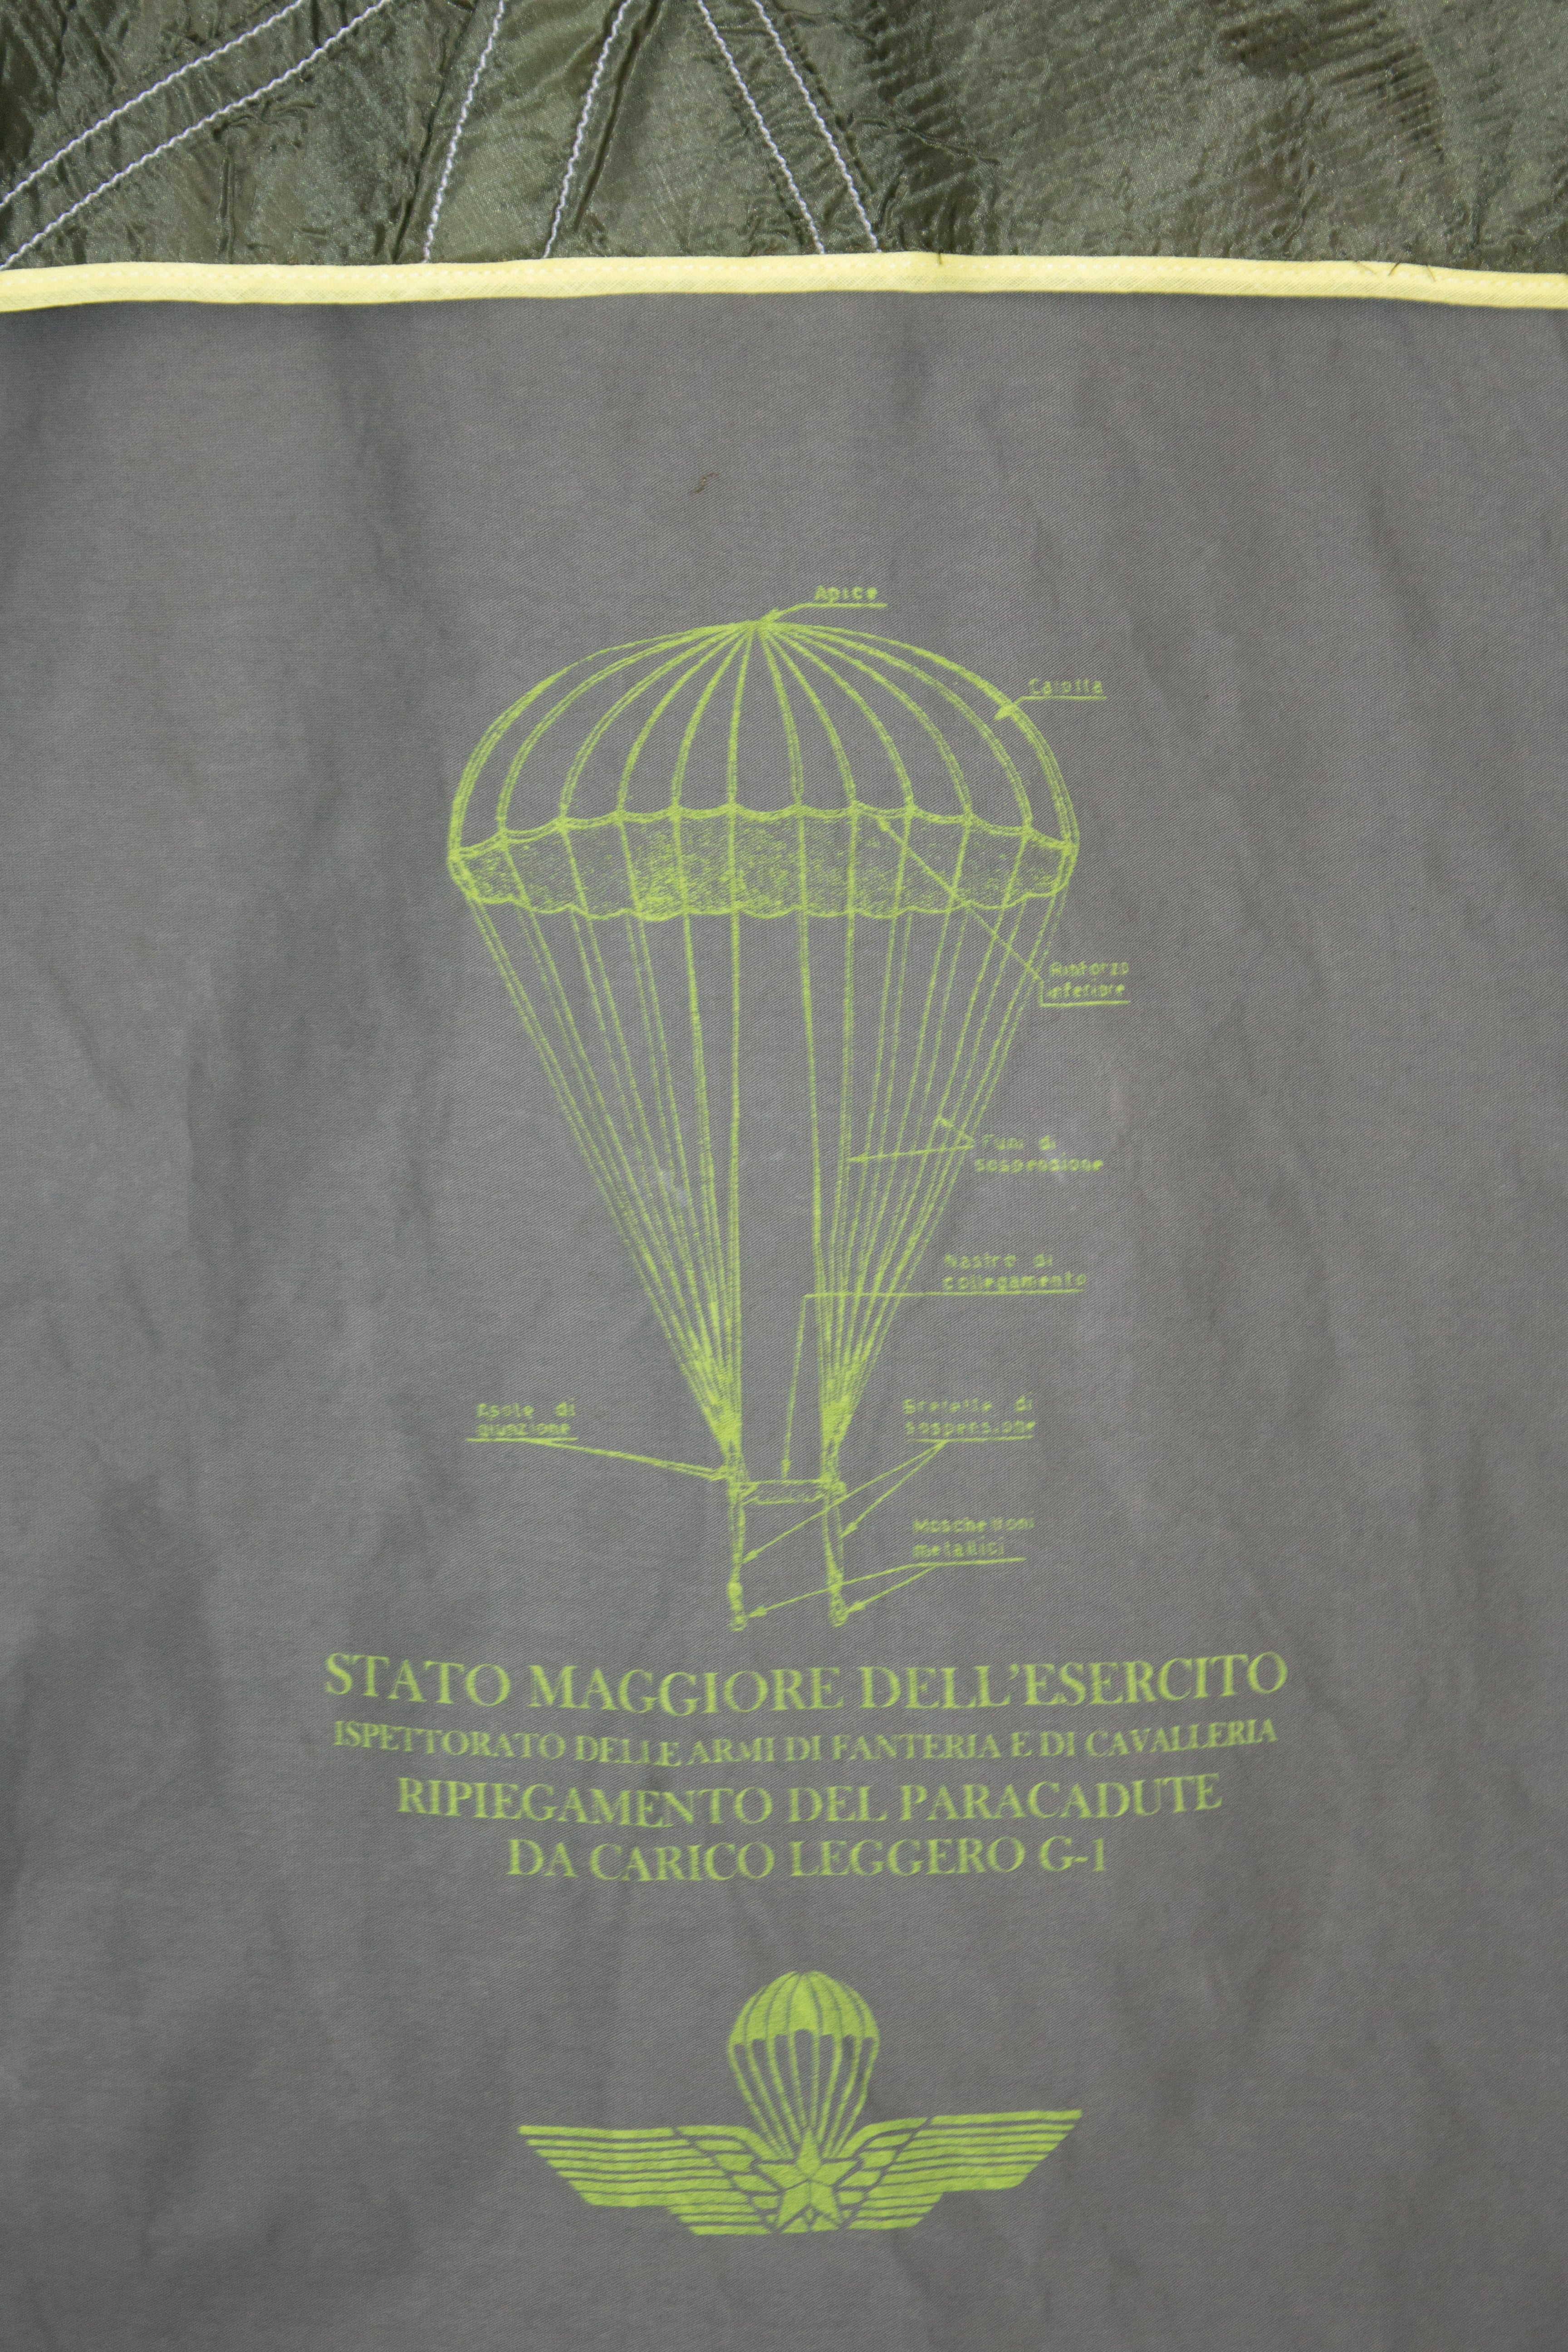 Apice
Calotta
Rinforzo
inferiore
Funi di
sospensione
Nastro di
collegamento
Asole di
giunzione
Bretelle di
sospensione
Moschettoni
metallici
STATO MAGGIORE DELL'ESERCITO
ISPETTORATO DELLE ARMI DI FANTERIA E DI CAVALLERIA
RIPIEGAMENTO DEL PARACADUTE
DA CARICO LEGGERO G-1